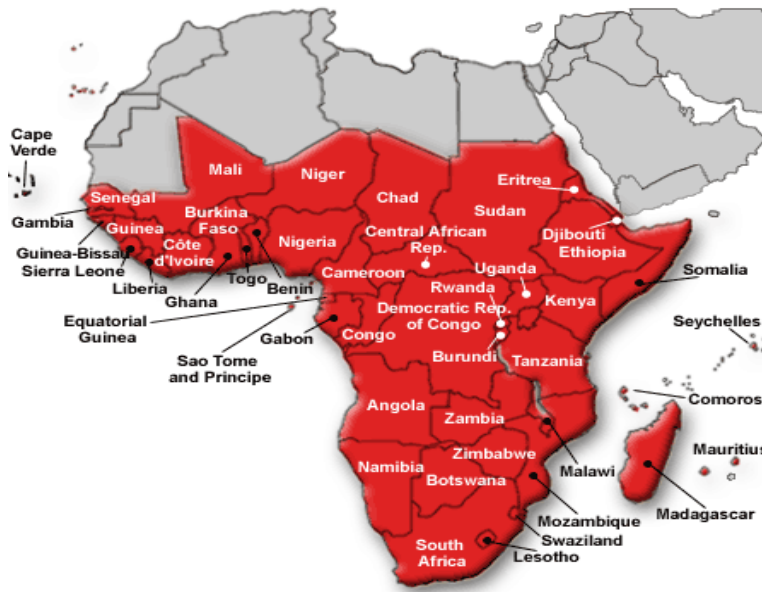 Cape
Verde
Mali
Niger
Eritrea
Senegal
Chad
Gambia
Burkina
Faso
Sudan
Guinea
Nigeria
Djibouti
Ethiopia
Central African
Rep.
Côte
d'Ivoire
Guinea-Bissau
Sierra Leone
Liberia
Togo
Benin
Ghana
Cameroon
Uganda
Somalia
Rwanda
Kenya
Democratic Rep.
of Congo
Equatorial
Guinea
Gabon
Congo
Seychelles
Sao Tome
and Principe
Burundi
Tanzania
Comoros
Angola
Zambia
Mauritius
Zimbabwe
Malawi
Namibia
Botswana
Madagascar
Mozambique
Swaziland
South
Africa
Lesotho